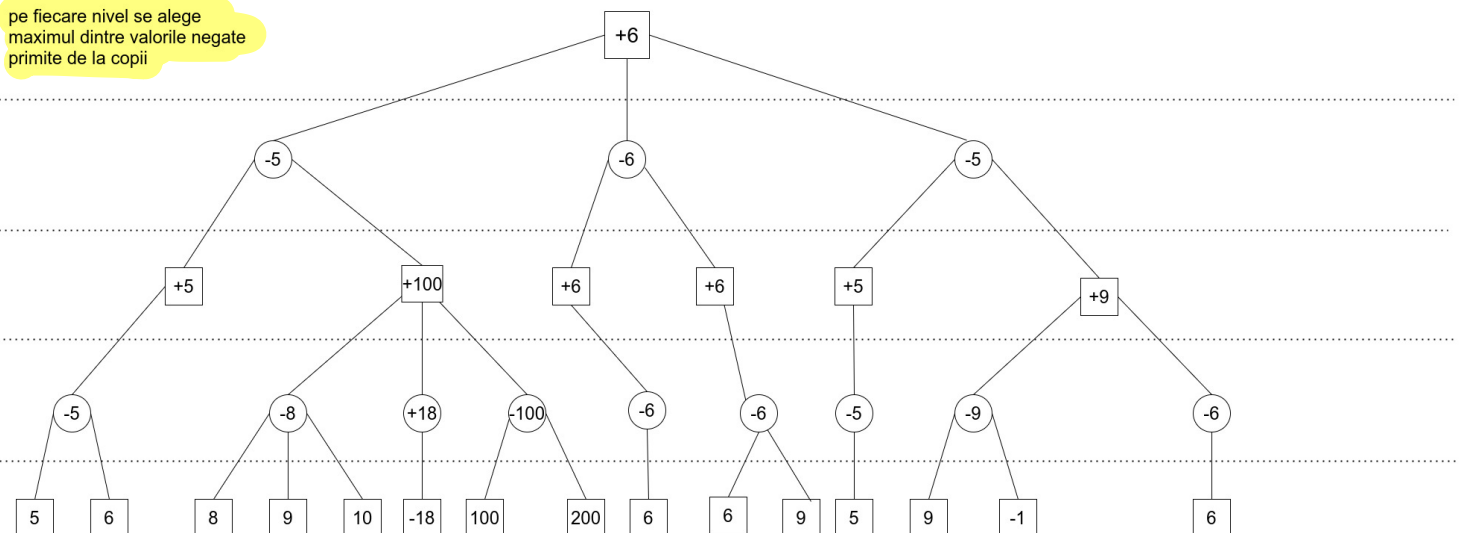 pe fiecare nivel se alege
maximul dintre valorile negate
primite de la copii
+6
-5 -6 -5
+5 +100 +6 +6 +5 +9
-5 -8 +18 -100 -6 -6 -5 -9 -6
5 6 8 9 10 -18 100 200 6 6 9 5 9 -1 6